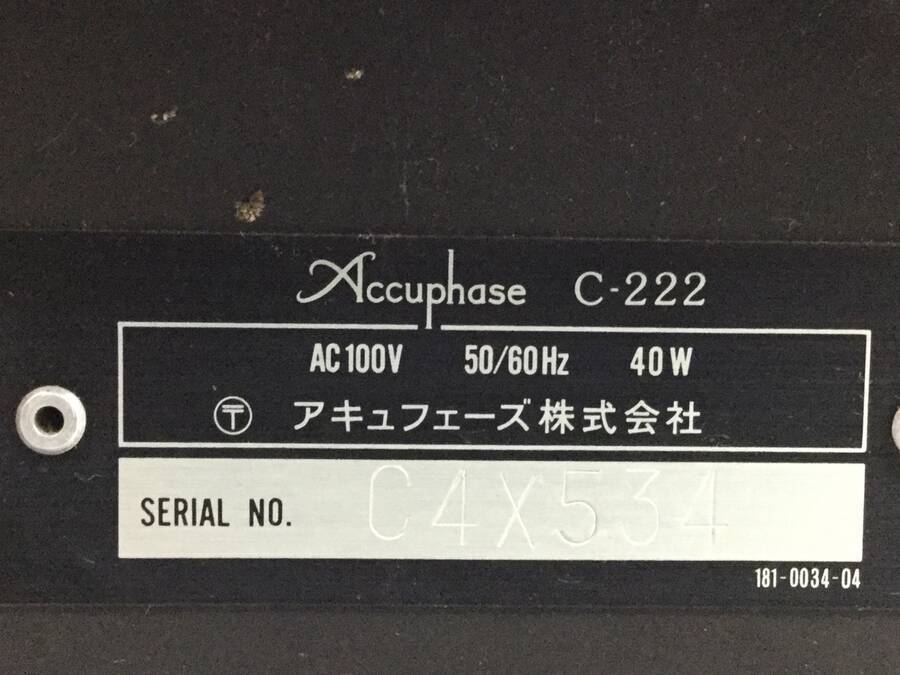 Accuphase C-222
AC100V 50/60Hz 40W
〒 アキュフェーズ株式会社
SERIAL NO. C4X534
181-0034-04